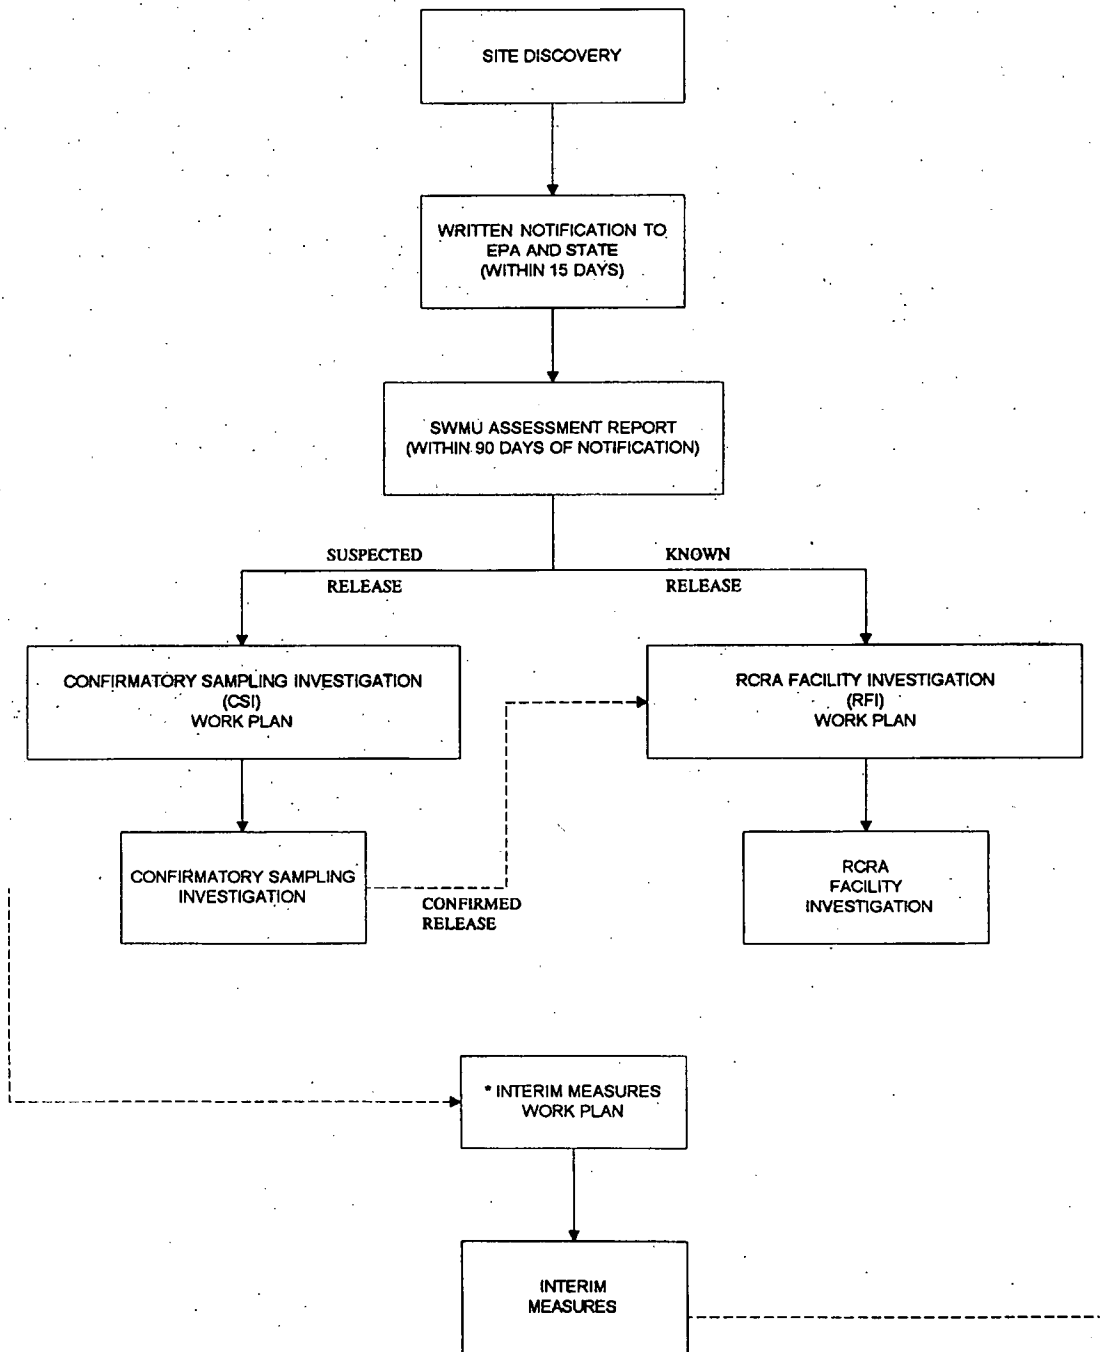 SITE DISCOVERY
WRITTEN NOTIFICATION TO
EPA AND STATE
(WITHIN 15 DAYS)
SWMU ASSESSMENT REPORT
(WITHIN 90 DAYS OF NOTIFICATION)
SUSPECTED
RELEASE
KNOWN
RELEASE
CONFIRMATORY SAMPLING INVESTIGATION
(CSI)
WORK PLAN
RCRA FACILITY INVESTIGATION
(RFI)
WORK PLAN
CONFIRMATORY SAMPLING
INVESTIGATION
CONFIRMED
RELEASE
RCRA
FACILITY
INVESTIGATION
* INTERIM MEASURES
WORK PLAN
INTERIM
MEASURES